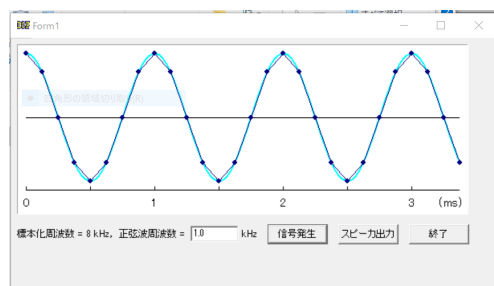 Form1
0 1 2 3 (ms)
標本化周波数 = 8 kHz, 正弦波周波数 = 1.0 kHz 信号発生 スピーカ出力 終了